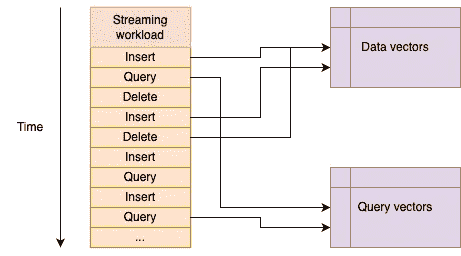 Streaming
workload
Insert
Query
Delete
Insert
Delete
Insert
Query
Insert
Query
...
Time
Data vectors
Query vectors